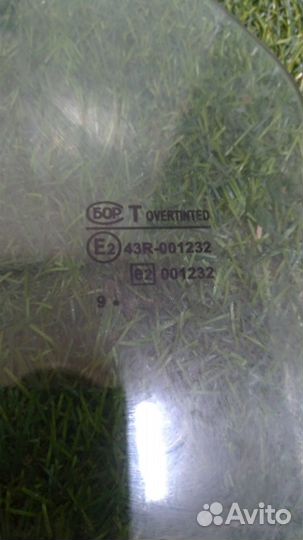 БОР T OVERTINTED
E2 43R-001232
e2 001232
9 •
Avito